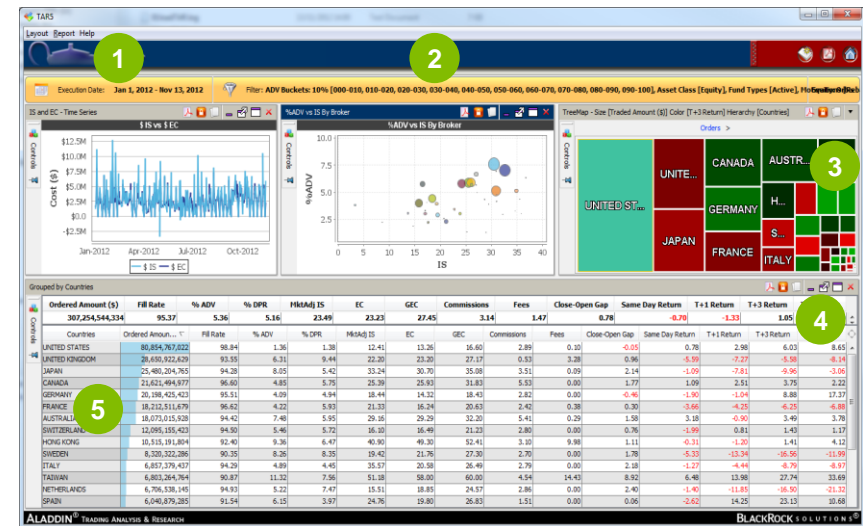 TARS
Layout Report Help
1
2
Execution Date: Jan 1, 2012 - Nov 13, 2012
Filter: ADV Buckets: 10% [000-010, 010-020, 020-030, 030-040, 040-050, 050-060, 060-070, 070-080, 080-090, 090-100], Asset Class [Equity], Fund Types [Active],
IS and EC - Time Series
%ADV vs IS By Broker
TreeMap - Size [Traded Amount ($)] Color [T+3 Return] Hierarchy [Countries]
Controls
$ IS vs $ EC
Cost ($)
$12.5M
$10.0M
$7.5M
$5.0M
$2.5M
$0.0
-$2.5M
Jan-2012 Apr-2012 Jul-2012 Oct-2012
$ IS $ EC
Controls
%ADV vs IS By Broker
%ADV
10.0
7.5
5.0
2.5
0 5 10 15 20 25 30 35 40
IS
Controls
Orders >
UNITED ST...
UNITE...
JAPAN
CANADA
GERMANY
FRANCE
AUSTR...
H...
S...
ITALY
3
Grouped by Countries
Controls
Ordered Amount ($) Fill Rate % ADV % DPR MktAdj IS EC GEC Commissions Fees Close-Open Gap Same Day Return T+1 Return T+3 Return
307,254,544,334 95.37 5.36 5.16 23.49 23.23 27.45 3.14 1.47 0.78 -0.70 -1.33 1.05
4
Countries Ordered Amoun... Fill Rate % ADV % DPR MktAdj IS EC GEC Commissions Fees Close-Open Gap Same Day Return T+1 Return T+3 Return
UNITED STATES 80,854,767,022 98.84 1.36 1.38 12.41 13.26 16.60 2.89 0.10 -0.05 0.78 2.98 6.03 8.65
UNITED KINGDOM 28,650,922,629 93.55 6.31 9.44 22.20 23.20 27.17 0.53 3.28 0.96 -5.59 -7.27 -5.58 -8.14
JAPAN 25,480,204,765 94.28 8.05 5.42 33.24 30.70 35.08 3.51 0.09 2.14 -1.09 -7.81 -9.96 -3.06
CANADA 21,621,494,977 96.60 4.85 5.75 25.39 25.93 31.83 5.53 0.00 1.77 1.09 2.51 3.75 2.22
GERMANY 20,198,425,423 95.51 4.09 4.94 18.44 14.32 18.43 2.82 0.00 -0.46 -1.90 -1.04 8.88 17.37
FRANCE 18,212,511,679 96.62 4.22 5.93 21.33 16.24 20.63 2.42 0.38 0.30 -3.66 -4.25 -6.25 -6.88
AUSTRALIA 18,073,015,928 94.42 7.48 5.95 29.16 29.29 32.20 5.41 0.29 1.58 3.18 -0.90 3.49 3.78
SWITZERLAND 12,095,155,423 94.50 5.46 5.72 16.10 16.49 21.23 2.80 0.00 0.76 -1.99 0.81 1.43 1.17
HONG KONG 10,515,191,804 92.40 9.36 6.47 40.90 49.30 52.41 3.10 9.98 1.11 -0.31 -1.20 1.41 4.12
SWEDEN 8,320,322,286 90.35 8.26 8.35 19.42 21.76 27.30 2.70 0.00 1.78 -5.33 -13.34 -16.56 -11.99
ITALY 6,857,379,437 94.29 4.89 4.45 35.57 20.58 26.49 2.79 0.00 2.18 -1.27 -4.44 -8.79 -8.97
TAIWAN 6,803,264,764 90.87 11.32 7.56 51.18 58.00 60.00 4.54 14.43 8.92 6.48 13.98 27.74 33.69
NETHERLANDS 6,706,538,145 94.93 5.22 7.47 15.51 18.85 24.57 2.86 0.00 2.40 -1.40 -11.85 -16.50 -21.32
SPAIN 6,040,879,285 91.54 6.15 3.97 24.76 19.80 26.83 1.51 0.00 0.06 -2.62 14.25 23.13 10.68
5
ALADDIN® TRADING ANALYSIS & RESEARCH
BLACKROCK SOLUTIONS®